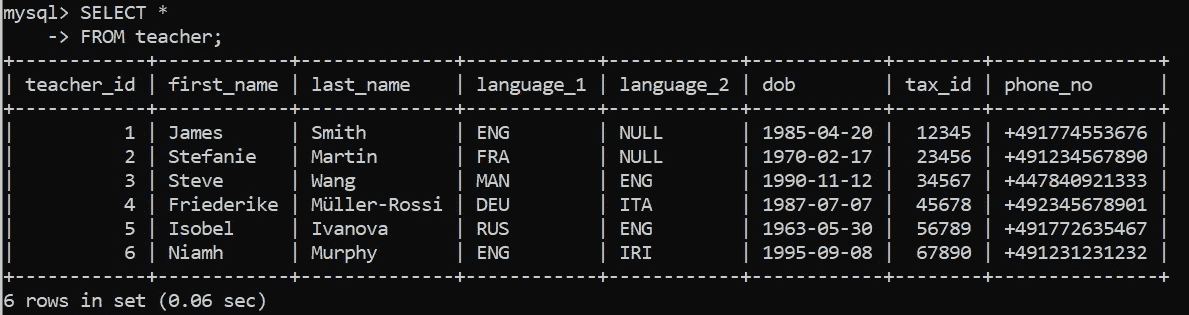 mysql> SELECT *
    -> FROM teacher;
+------------+------------+--------------+------------+------------+------------+--------+---------------+
| teacher_id | first_name | last_name    | language_1 | language_2 | dob        | tax_id | phone_no      |
+------------+------------+--------------+------------+------------+------------+--------+---------------+
|          1 | James      | Smith        | ENG        | NULL       | 1985-04-20 |  12345 | +491774553676 |
|          2 | Stefanie   | Martin       | FRA        | NULL       | 1970-02-17 |  23456 | +491234567890 |
|          3 | Steve      | Wang         | MAN        | ENG        | 1990-11-12 |  34567 | +447840921333 |
|          4 | Friederike | Müller-Rossi | DEU        | ITA        | 1987-07-07 |  45678 | +492345678901 |
|          5 | Isobel     | Ivanova      | RUS        | ENG        | 1963-05-30 |  56789 | +491772635467 |
|          6 | Niamh      | Murphy       | ENG        | IRI        | 1995-09-08 |  67890 | +491231231232 |
+------------+------------+--------------+------------+------------+------------+--------+---------------+
6 rows in set (0.06 sec)